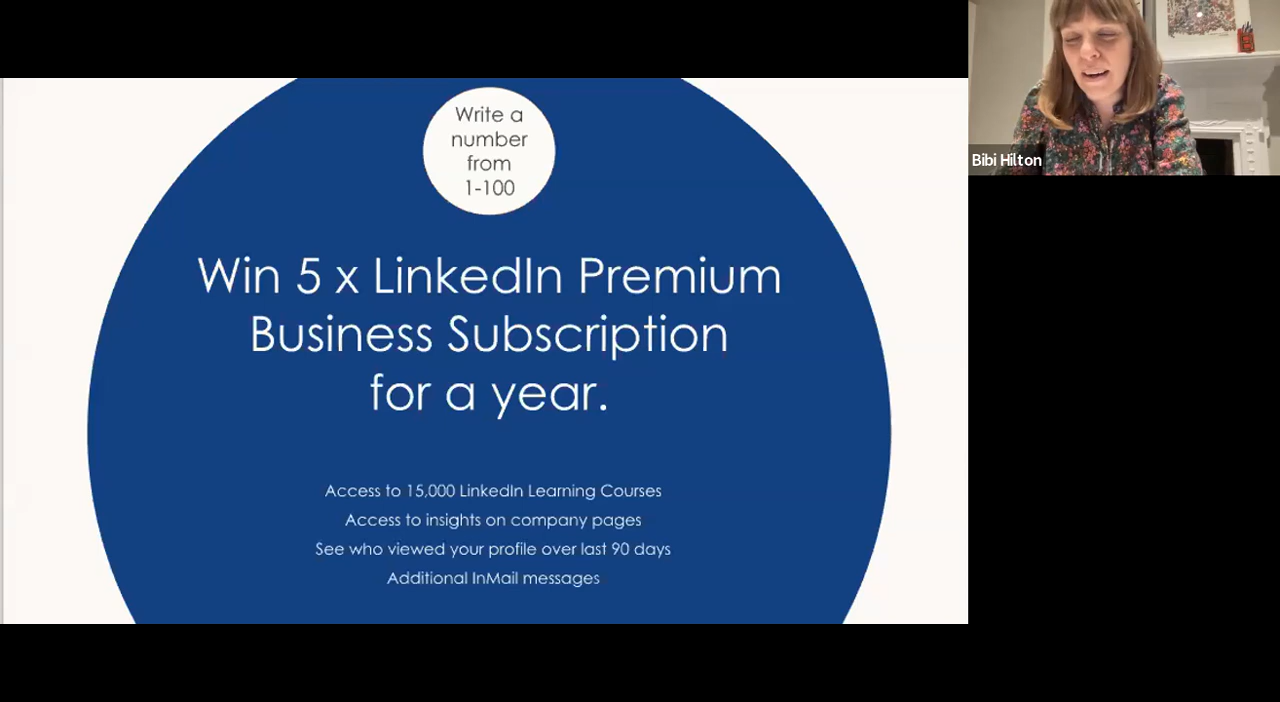 Write a
number
from
1-100
Win 5 x LinkedIn Premium
Business Subscription
for a year.
Access to 15,000 LinkedIn Learning Courses
Access to insights on company pages
See who viewed your profile over last 90 days
Additional InMail messages
Bibi Hilton